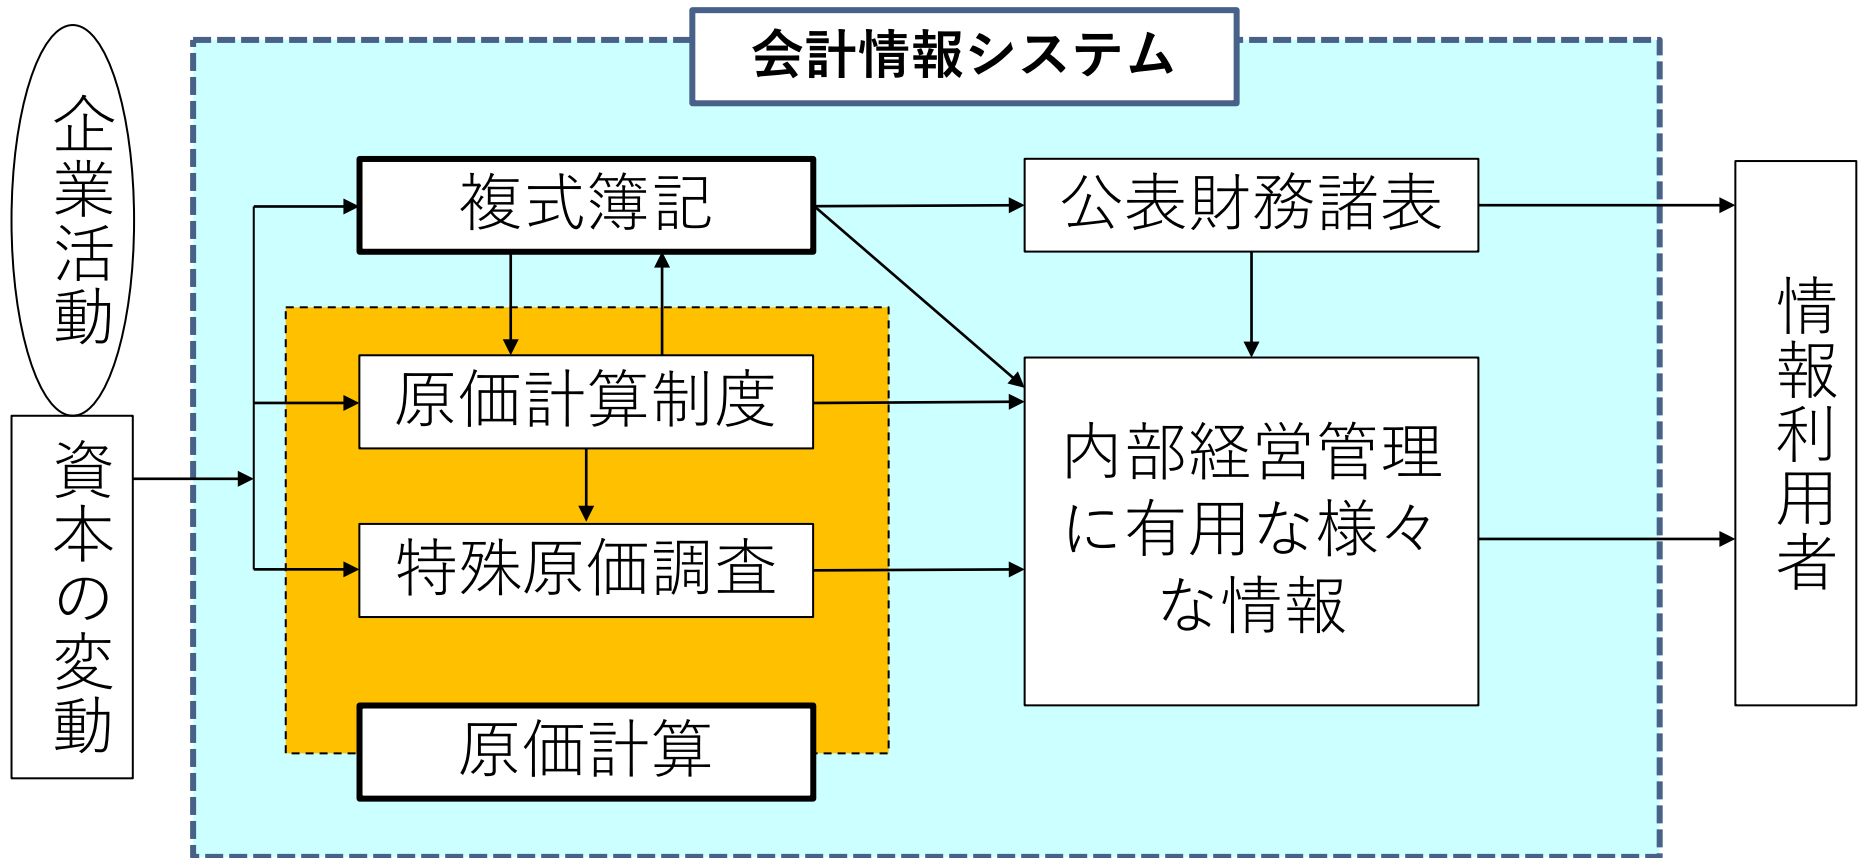 会計情報システム
企業活動
資本の変動
複式簿記
原価計算制度
特殊原価調査
原価計算
公表財務諸表
内部経営管理
に有用な様々
な情報
情報利用者